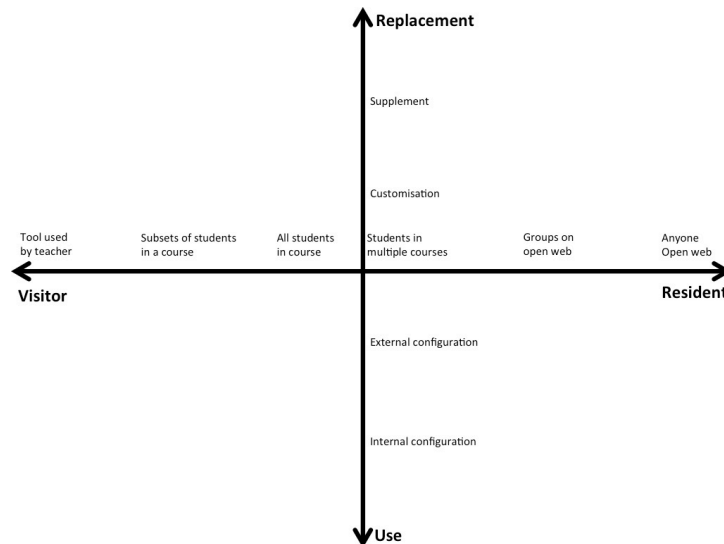 Replacement
Supplement
Customisation
Tool used
by teacher
Subsets of students
in a course
All students
in course
Students in
multiple courses
Groups on
open web
Anyone
Open web
Visitor
Resident
External configuration
Internal configuration
Use